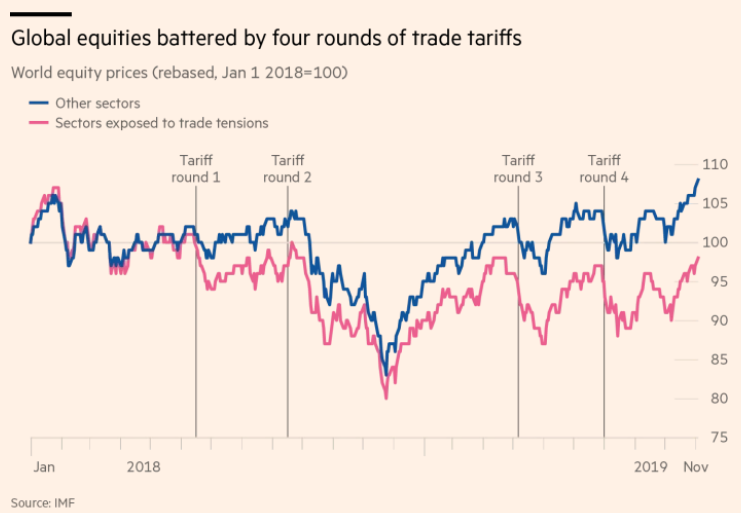 Global equities battered by four rounds of trade tariffs
World equity prices (rebased, Jan 1 2018=100)
Other sectors
Sectors exposed to trade tensions
Tariff
round 1
Tariff
round 2
Tariff
round 3
Tariff
round 4
110
105
100
95
90
85
80
75
Jan 2018 2019 Nov
Source: IMF